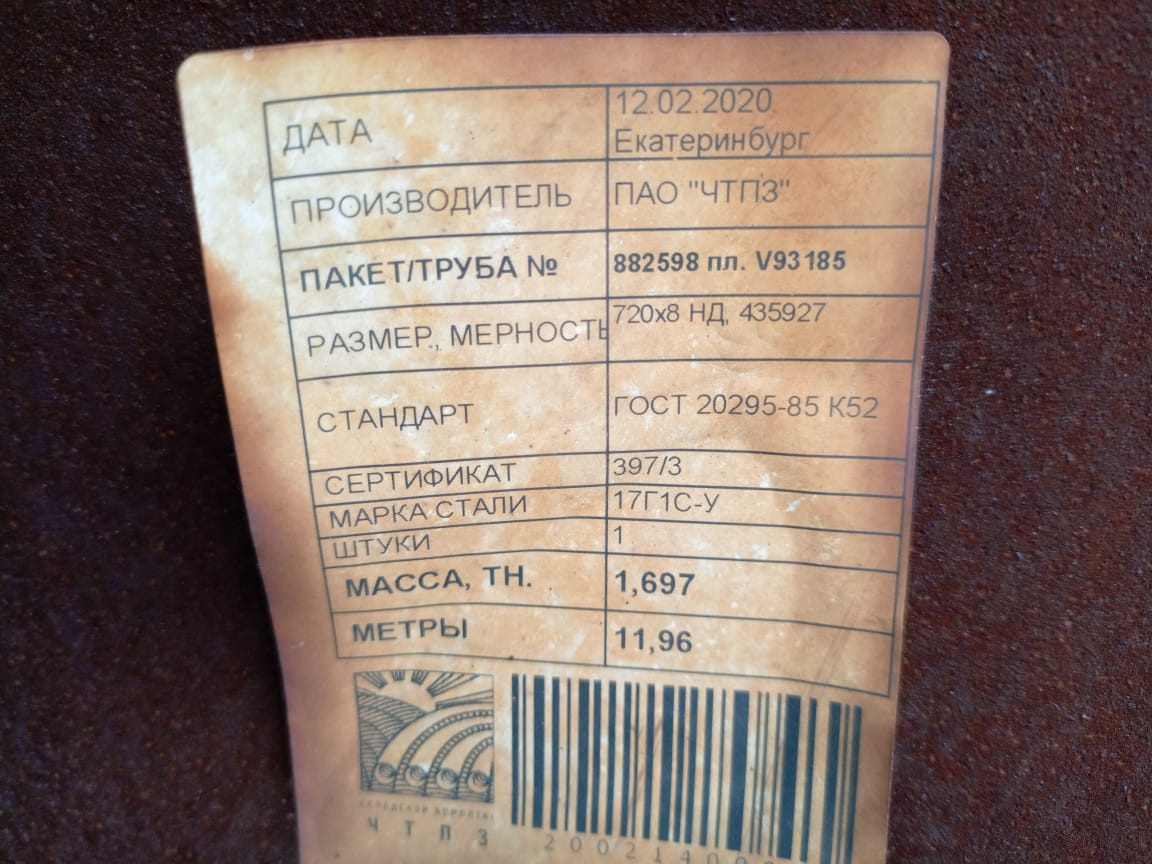 ДАТА 12.02.2020
Екатеринбург
ПРОИЗВОДИТЕЛЬ ПАО "ЧТПЗ"
ПАКЕТ/ТРУБА № 882598 пл. V93185
РАЗМЕР, МЕРНОСТЬ 720х8 НД, 435927
СТАНДАРТ ГОСТ 20295-85 К52
СЕРТИФИКАТ 397/3
МАРКА СТАЛИ 17Г1С-У
ШТУКИ 1
МАССА, ТН. 1,697
МЕТРЫ 11,96
ЧТПЗ